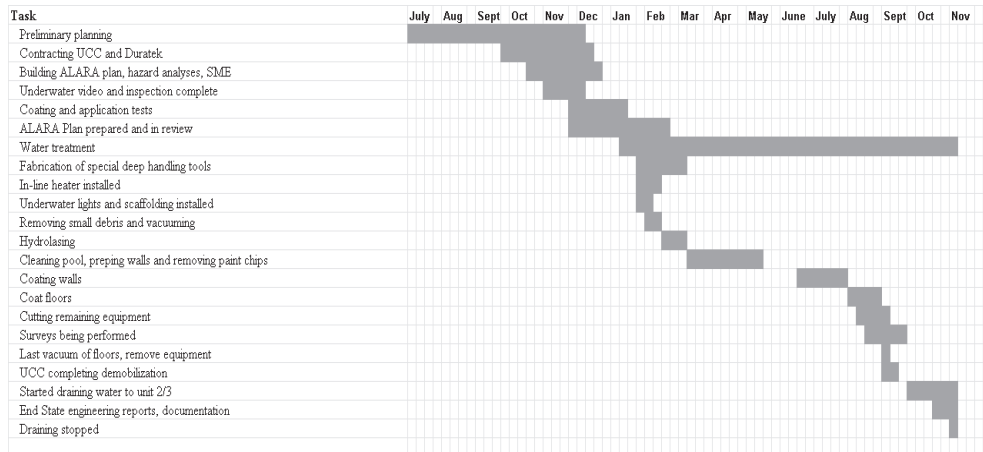 Task July Aug Sept Oct Nov Dec Jan Feb Mar Apr May June July Aug Sept Oct Nov
Preliminary planning
Contracting UCC and Duratek
Building ALARA plan, hazard analyses, SME
Underwater video and inspection complete
Coating and application tests
ALARA Plan prepared and in review
Water treatment
Fabrication of special deep handling tools
In-line heater installed
Underwater lights and scaffolding installed
Removing small debris and vacuuming
Hydrolasing
Cleaning pool, preping walls and removing paint chips
Coating walls
Coat floors
Cutting remaining equipment
Surveys being performed
Last vacuum of floors, remove equipment
UCC completing demobilization
Started draining water to unit 2/3
End State engineering reports, documentation
Draining stopped